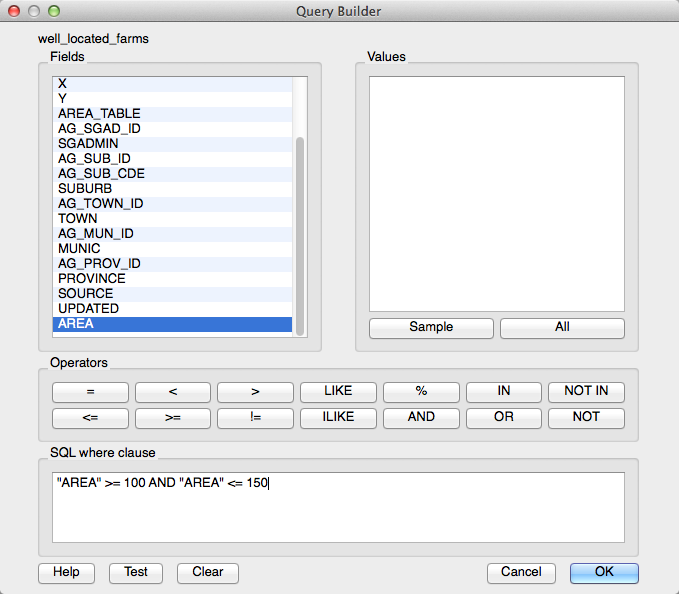 Query Builder
well_located_farms
Fields
X
Y
AREA_TABLE
AG_SGAD_ID
SGADMIN
AG_SUB_ID
AG_SUB_CDE
SUBURB
AG_TOWN_ID
TOWN
AG_MUN_ID
MUNIC
AG_PROV_ID
PROVINCE
SOURCE
UPDATED
AREA
Values
Sample All
Operators
= < > LIKE % IN NOT IN
<= >= != ILIKE AND OR NOT
SQL where clause
"AREA" >= 100 AND "AREA" <= 150
Help Test Clear Cancel OK